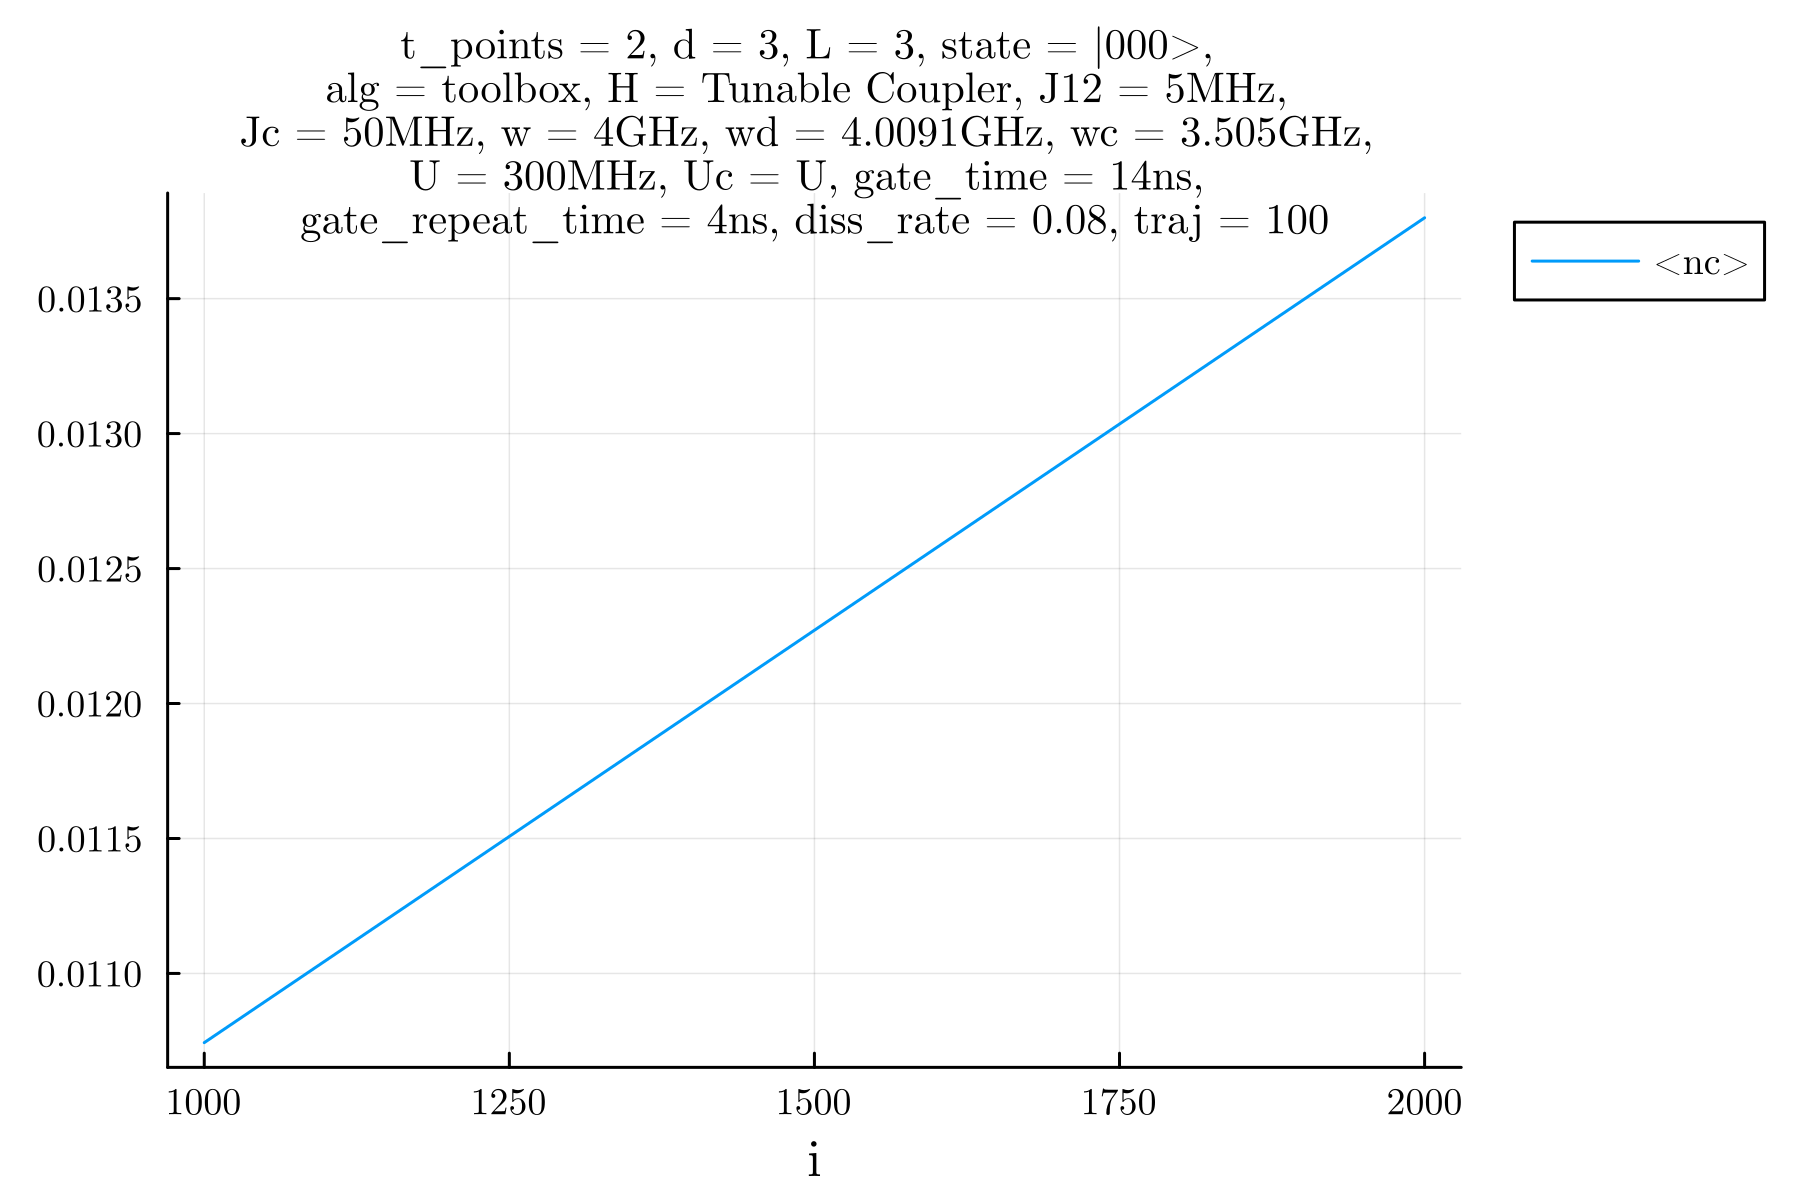 t_points = 2, d = 3, L = 3, state = |000>,
alg = toolbox, H = Tunable Coupler, J12 = 5MHz,
Jc = 50MHz, w = 4GHz, wd = 4.0091GHz, wc = 3.505GHz,
U = 300MHz, Uc = U, gate_time = 14ns,
gate_repeat_time = 4ns, diss_rate = 0.08, traj = 100
<nc>
0.0135
0.0130
0.0125
0.0120
0.0115
0.0110
1000 1250 1500 1750 2000
i